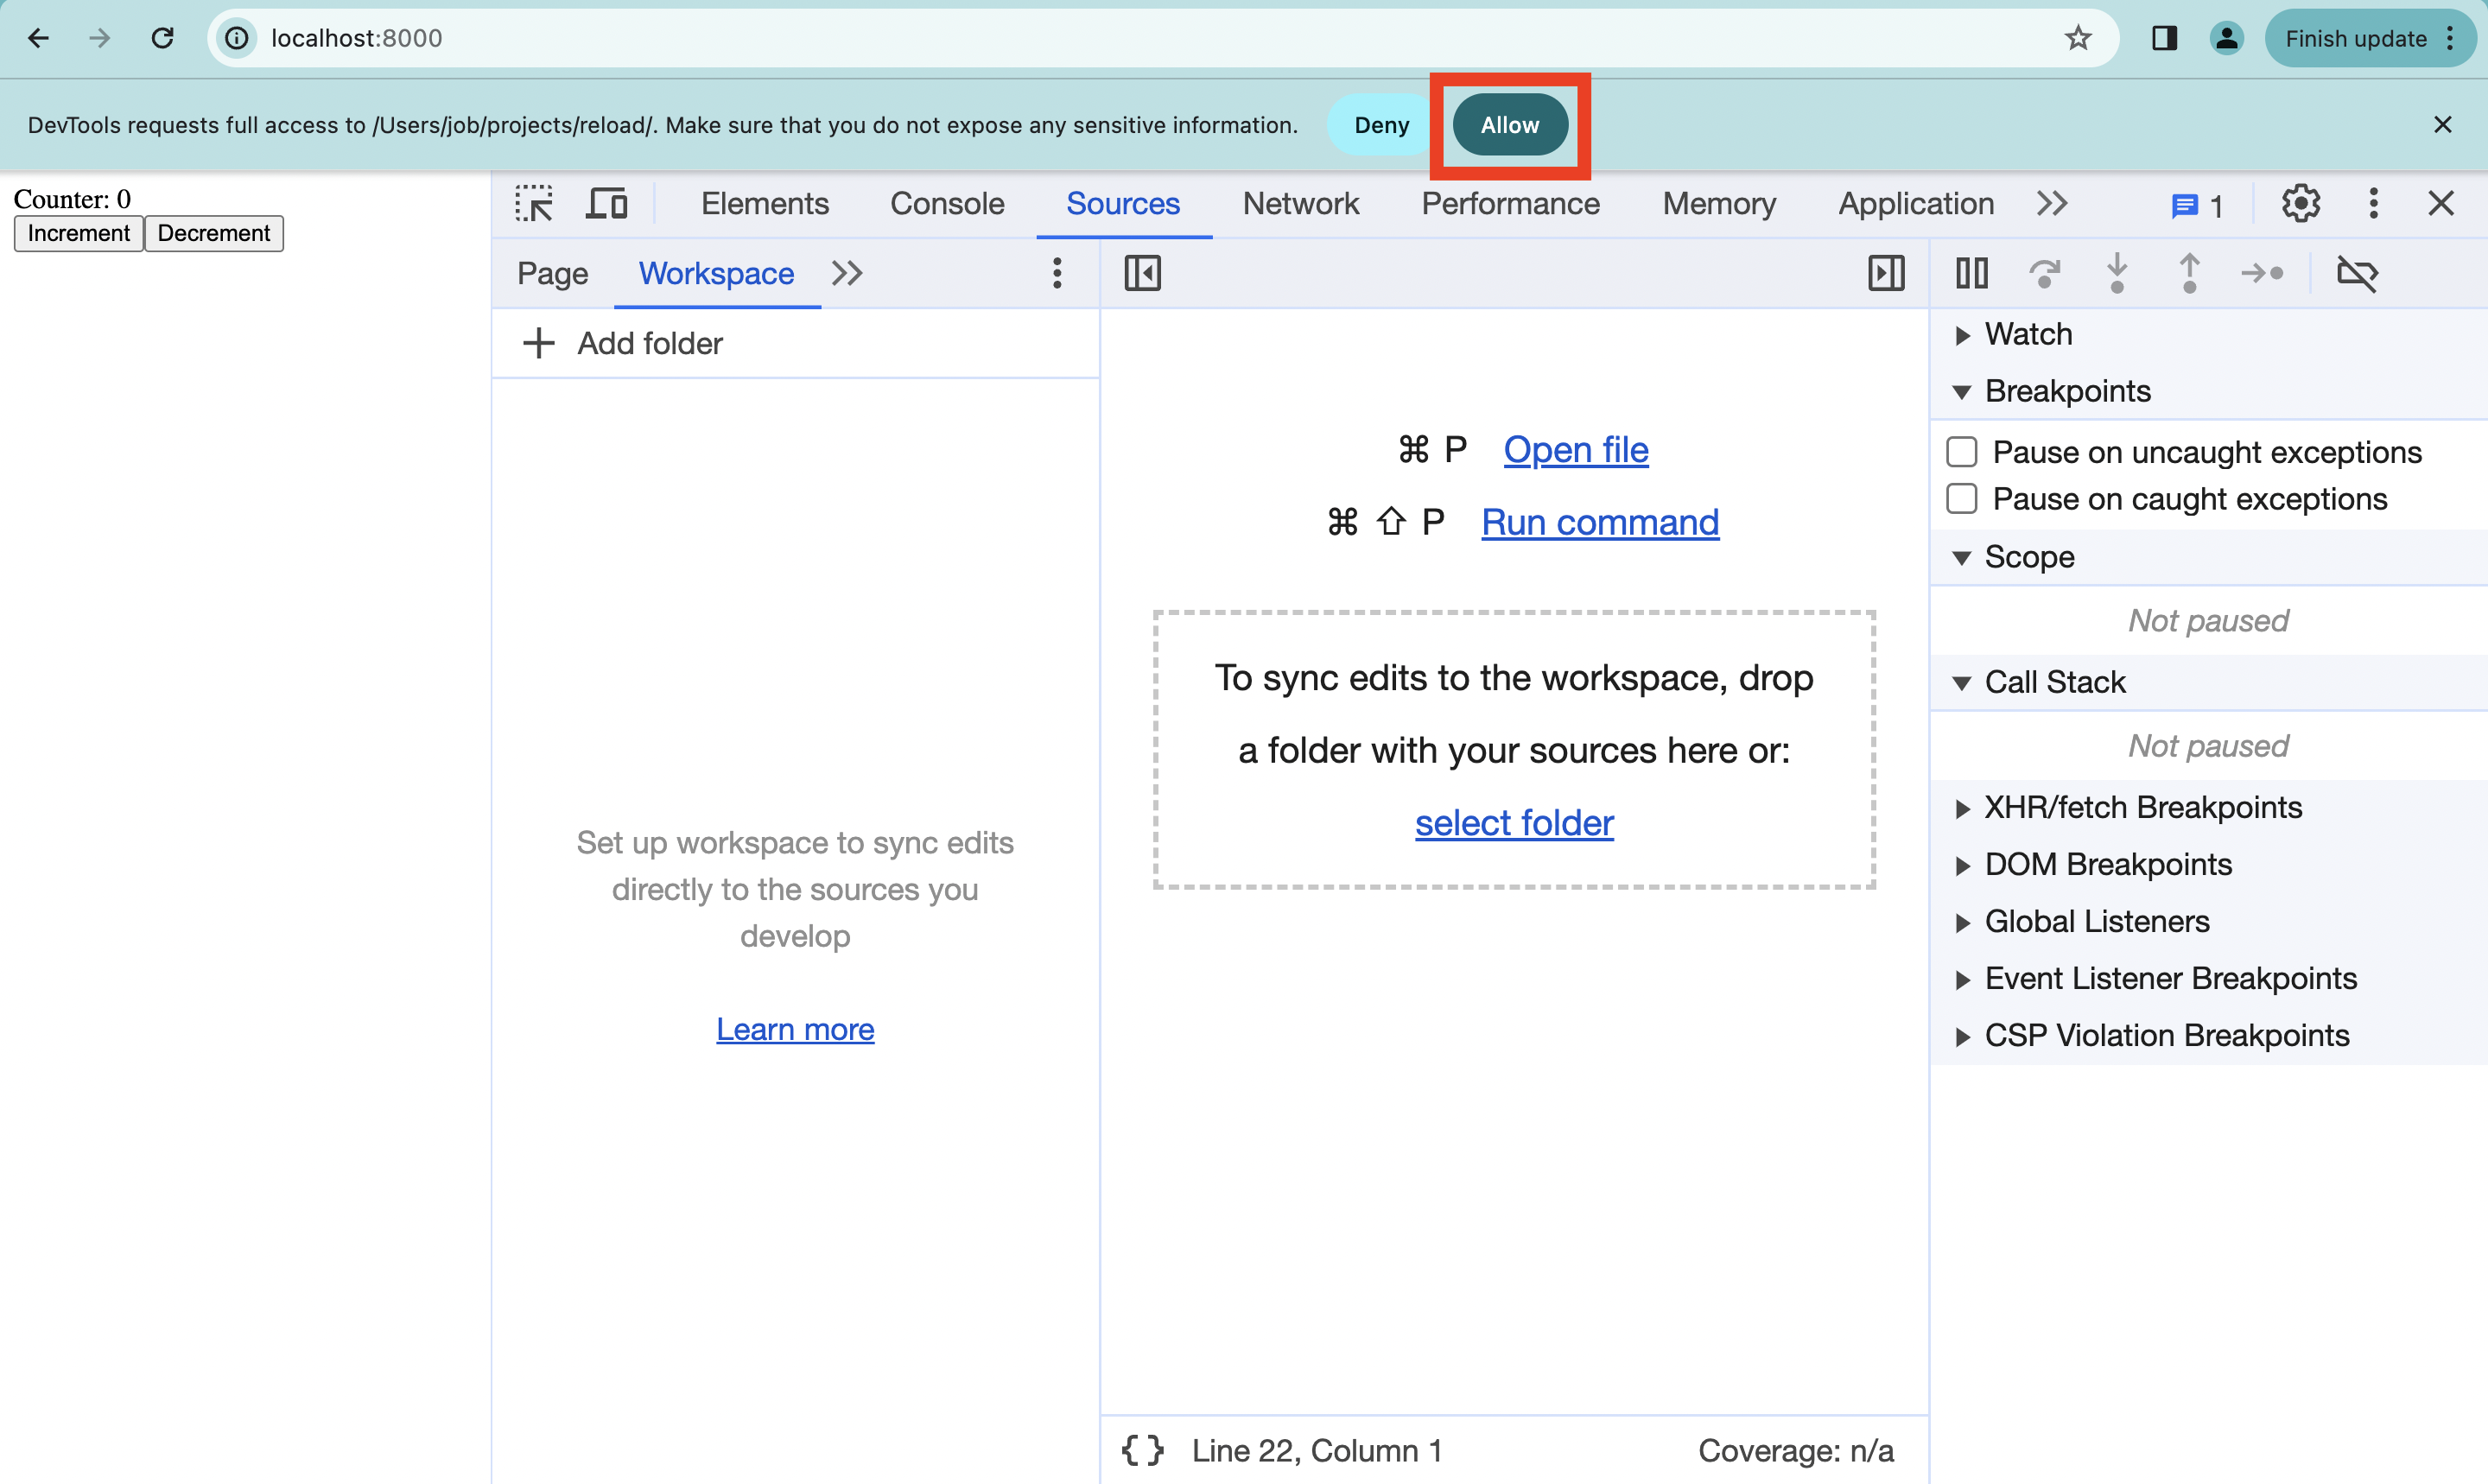 localhost:8000
Finish update
DevTools requests full access to /Users/job/projects/reload/. Make sure that you do not expose any sensitive information.
Deny
Allow
Counter: 0
Increment
Decrement
Elements
Console
Sources
Network
Performance
Memory
Application
1
Page
Workspace
Add folder
Set up workspace to sync edits
directly to the sources you
develop
Learn more
⌘ P Open file
⌘ ⇧ P Run command
To sync edits to the workspace, drop
a folder with your sources here or:
select folder
{ } Line 22, Column 1
Coverage: n/a
Watch
Breakpoints
Pause on uncaught exceptions
Pause on caught exceptions
Scope
Not paused
Call Stack
Not paused
XHR/fetch Breakpoints
DOM Breakpoints
Global Listeners
Event Listener Breakpoints
CSP Violation Breakpoints